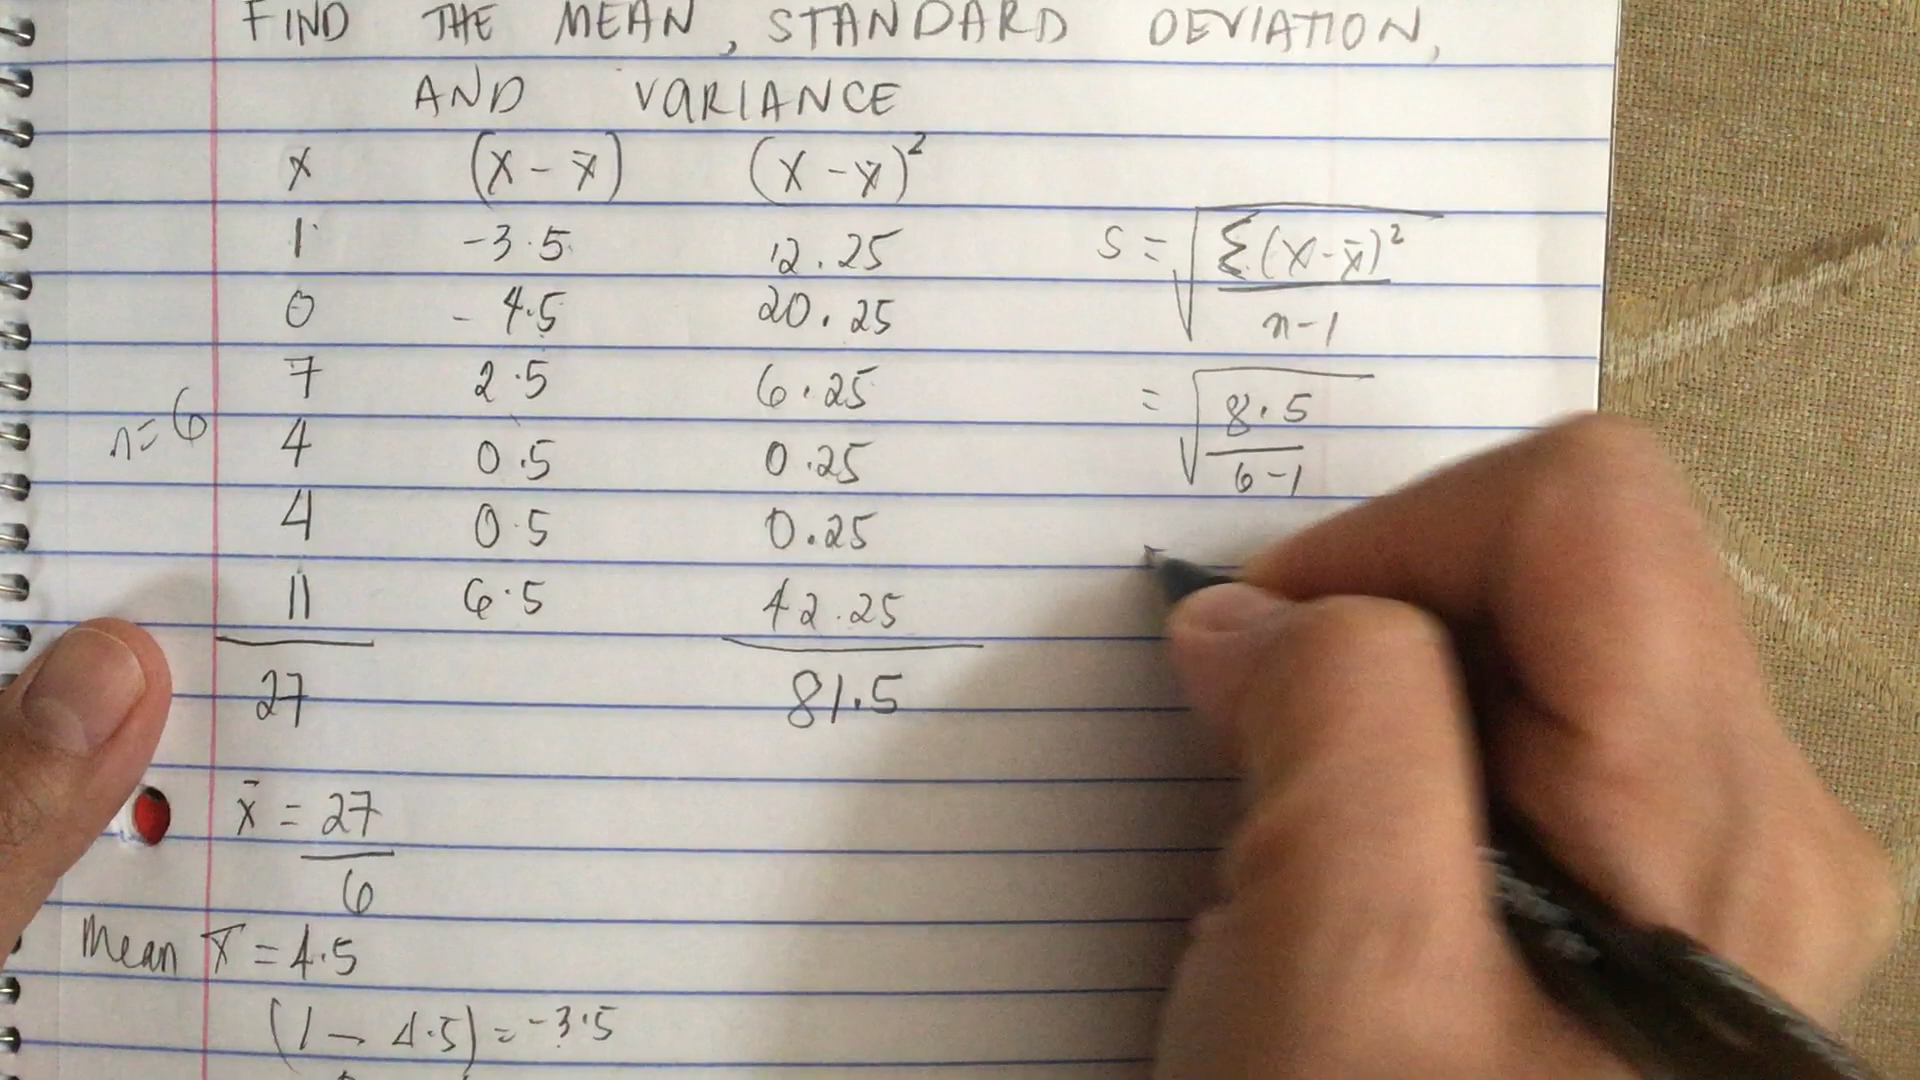 FIND THE MEAN, STANDARD DEVIATION,
AND VARIANCE
x (x - x̄) (x - x̄)²
1 -3.5 12.25
0 -4.5 20.25
7 2.5 6.25
4 0.5 0.25
4 0.5 0.25
11 6.5 42.25
27 81.5
n=6
x̄ = 27
6
Mean x̄ = 4.5
(1 - 4.5) = -3.5
S = √Σ(x-x̄)²
n-1
= √8.5
6-1